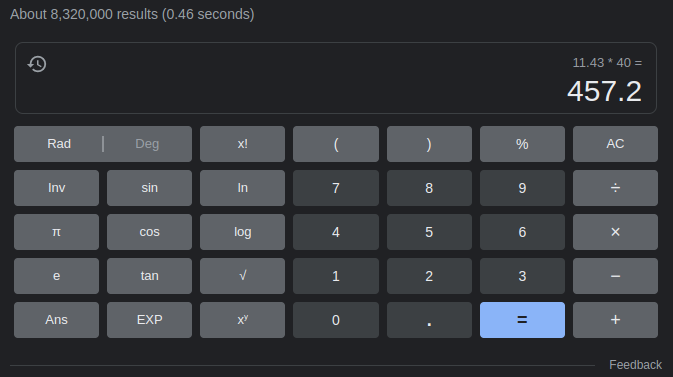 About 8,320,000 results (0.46 seconds)
11.43 * 40 =
457.2
Rad | Deg x! ( ) % AC
Inv sin ln 7 8 9 ÷
π cos log 4 5 6 ×
e tan √ 1 2 3 −
Ans EXP xʸ 0 . = +
Feedback